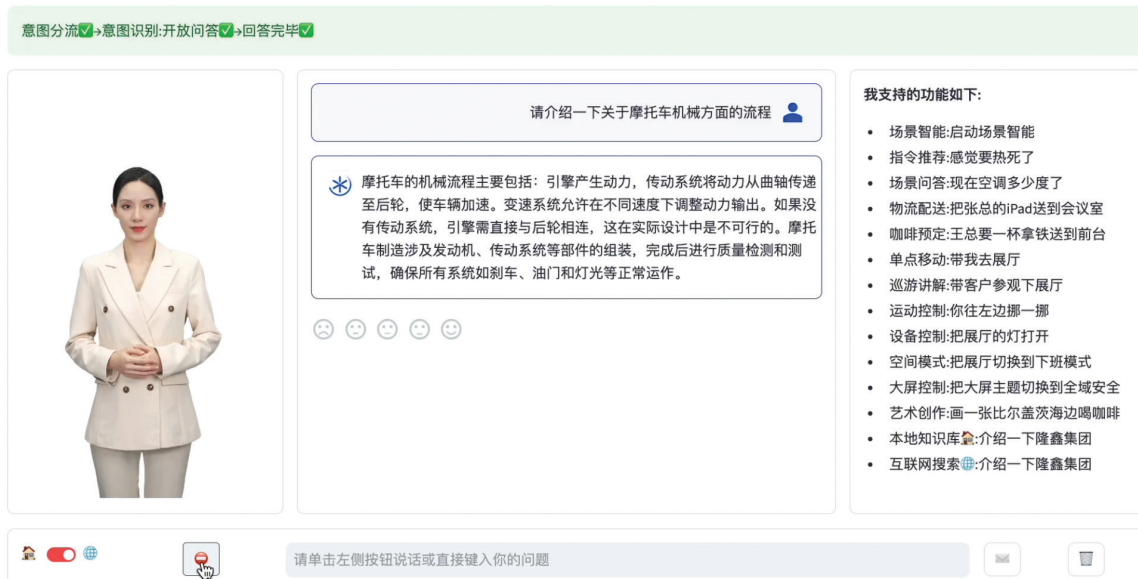 意图分流✅→意图识别:开放问答✅→回答完毕✅
请介绍一下关于摩托车机械方面的流程
摩托车的机械流程主要包括：引擎产生动力，传动系统将动力从曲轴传递
至后轮，使车辆加速。变速系统允许在不同速度下调整动力输出。如果没
有传动系统，引擎需直接与后轮相连，这在实际设计中是不可行的。摩托
车制造涉及发动机、传动系统等部件的组装，完成后进行质量检测和测
试，确保所有系统如刹车、油门和灯光等正常运作。
我支持的功能如下:
• 场景智能:启动场景智能
• 指令推荐:感觉要热死了
• 场景问答:现在空调多少度了
• 物流配送:把张总的iPad送到会议室
• 咖啡预定:王总要一杯拿铁送到前台
• 单点移动:带我去展厅
• 巡游讲解:带客户参观下展厅
• 运动控制:你往左边挪一挪
• 设备控制:把展厅的灯打开
• 空间模式:把展厅切换到下班模式
• 大屏控制:把大屏主题切换到全域安全
• 艺术创作:画一张比尔盖茨海边喝咖啡
• 本地知识库🏠:介绍一下隆鑫集团
• 互联网搜索🌐:介绍一下隆鑫集团
请单击左侧按钮说话或直接键入你的问题